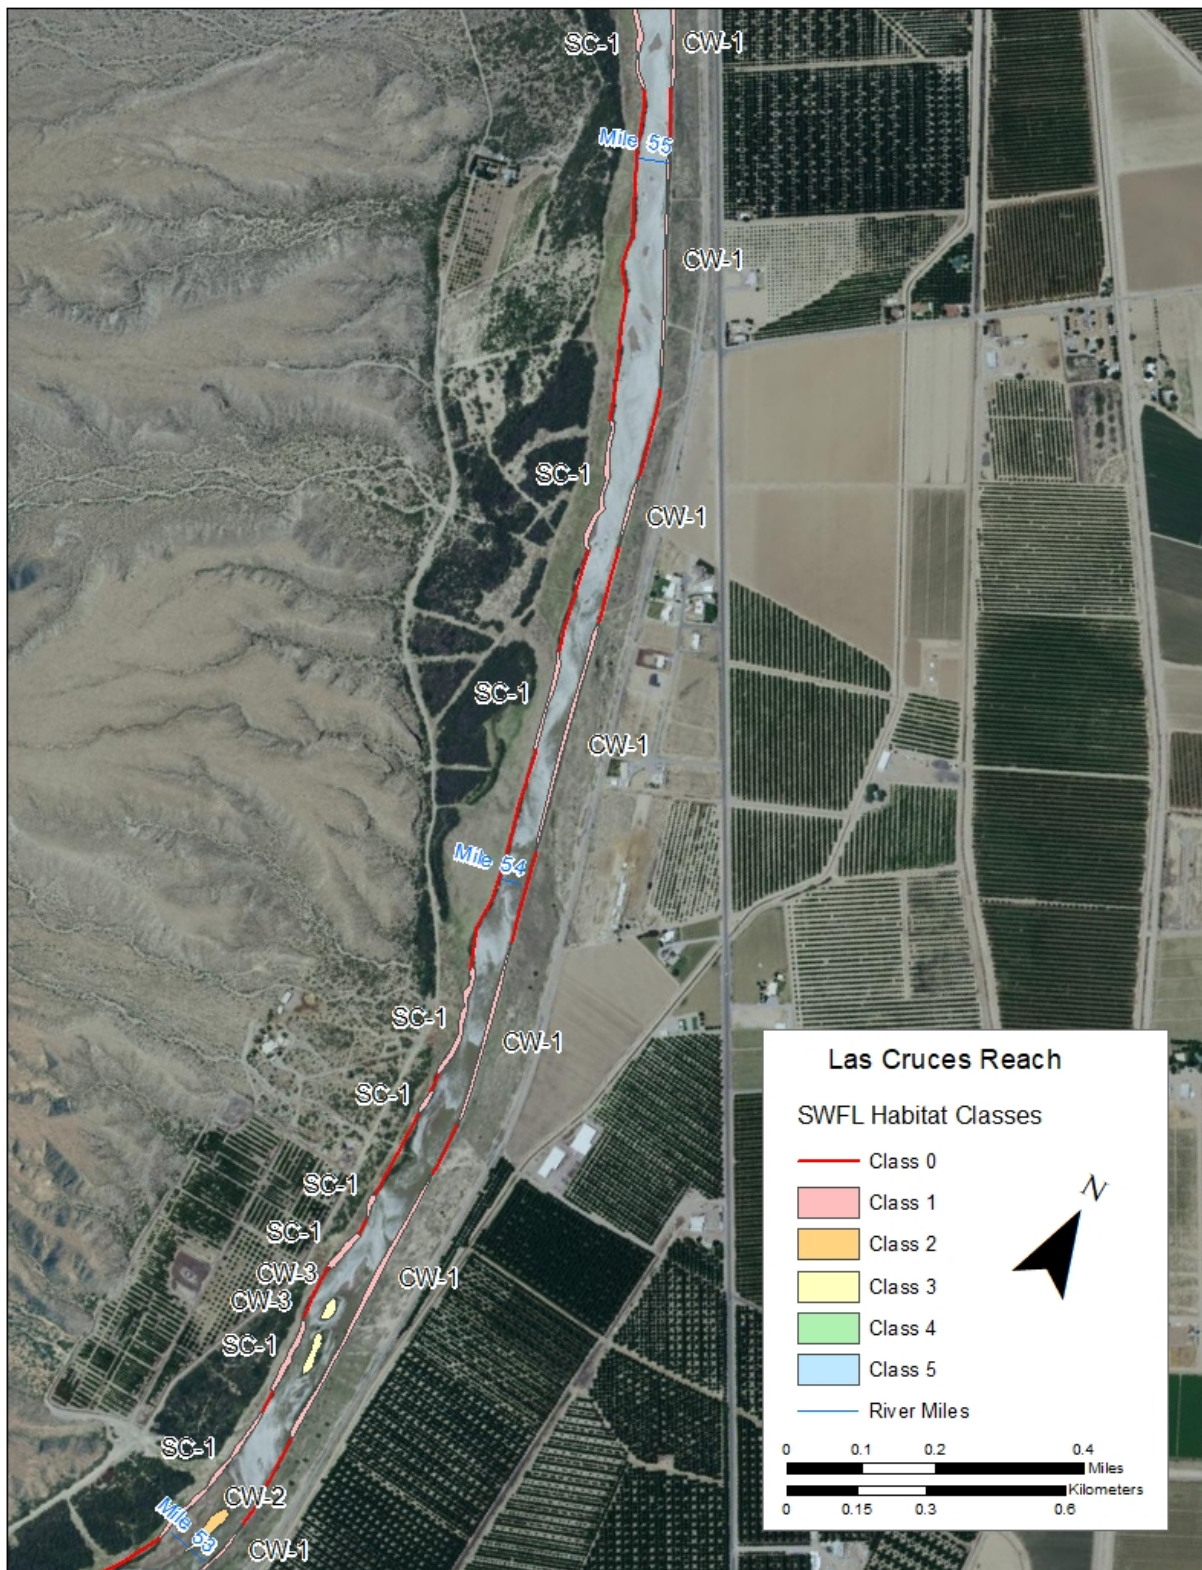 SC-1
CW-1
Mile 55
CW-1
SC-1
CW-1
SC-1
CW-1
Mile 54
SC-1
CW-1
SC-1
SC-1
SC-1
CW-3
CW-1
CW-3
SC-1
SC-1
CW-2
Mile 53
CW-1
Las Cruces Reach
SWFL Habitat Classes
Class 0
Class 1
Class 2
Class 3
Class 4
Class 5
River Miles
N
0 0.1 0.2 0.4
Miles
Kilometers
0 0.15 0.3 0.6